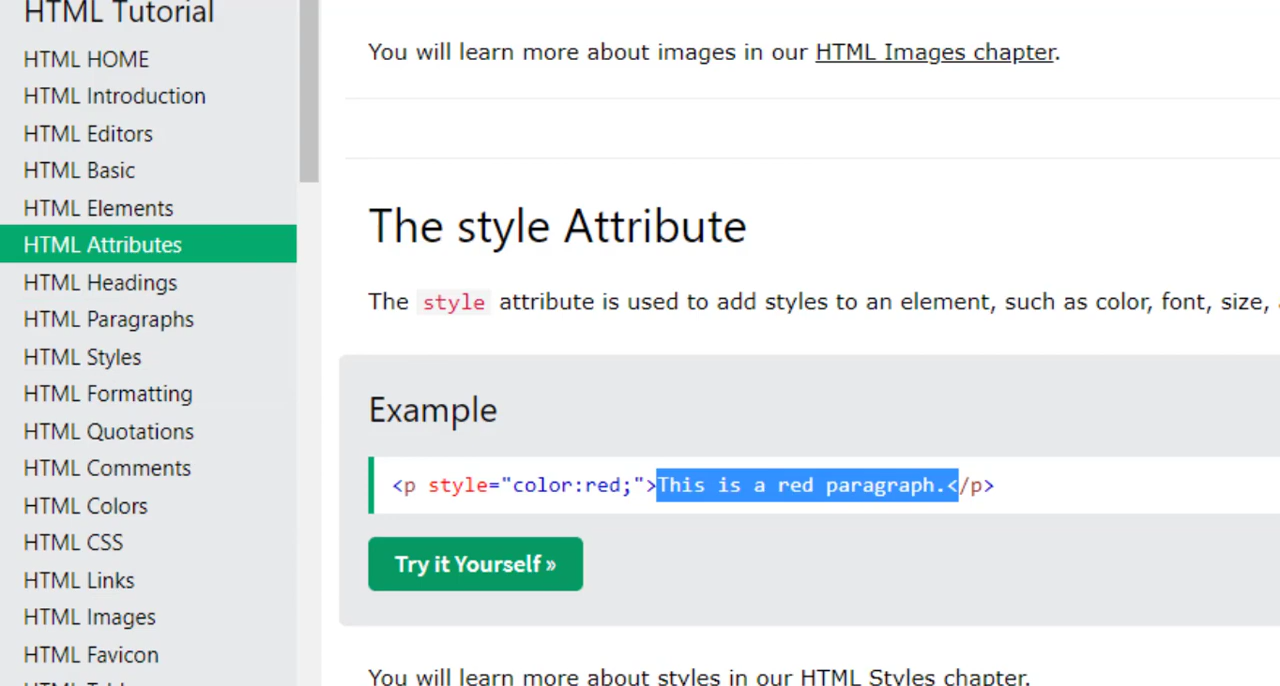 HTML Tutorial
HTML HOME
HTML Introduction
HTML Editors
HTML Basic
HTML Elements
HTML Attributes
HTML Headings
HTML Paragraphs
HTML Styles
HTML Formatting
HTML Quotations
HTML Comments
HTML Colors
HTML CSS
HTML Links
HTML Images
HTML Favicon
You will learn more about images in our HTML Images chapter.
The style Attribute
The style attribute is used to add styles to an element, such as color, font, size,
Example
<p style="color:red;">This is a red paragraph.</p>
Try it Yourself »
You will learn more about styles in our HTML Styles chapter.